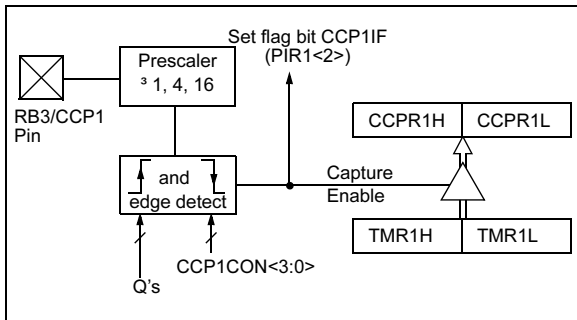 Set flag bit CCP1IF
(PIR1<2>)
Prescaler
³ 1, 4, 16
RB3/CCP1
Pin
CCPR1H
CCPR1L
and
edge detect
Capture
Enable
TMR1H
TMR1L
CCP1CON<3:0>
Q's